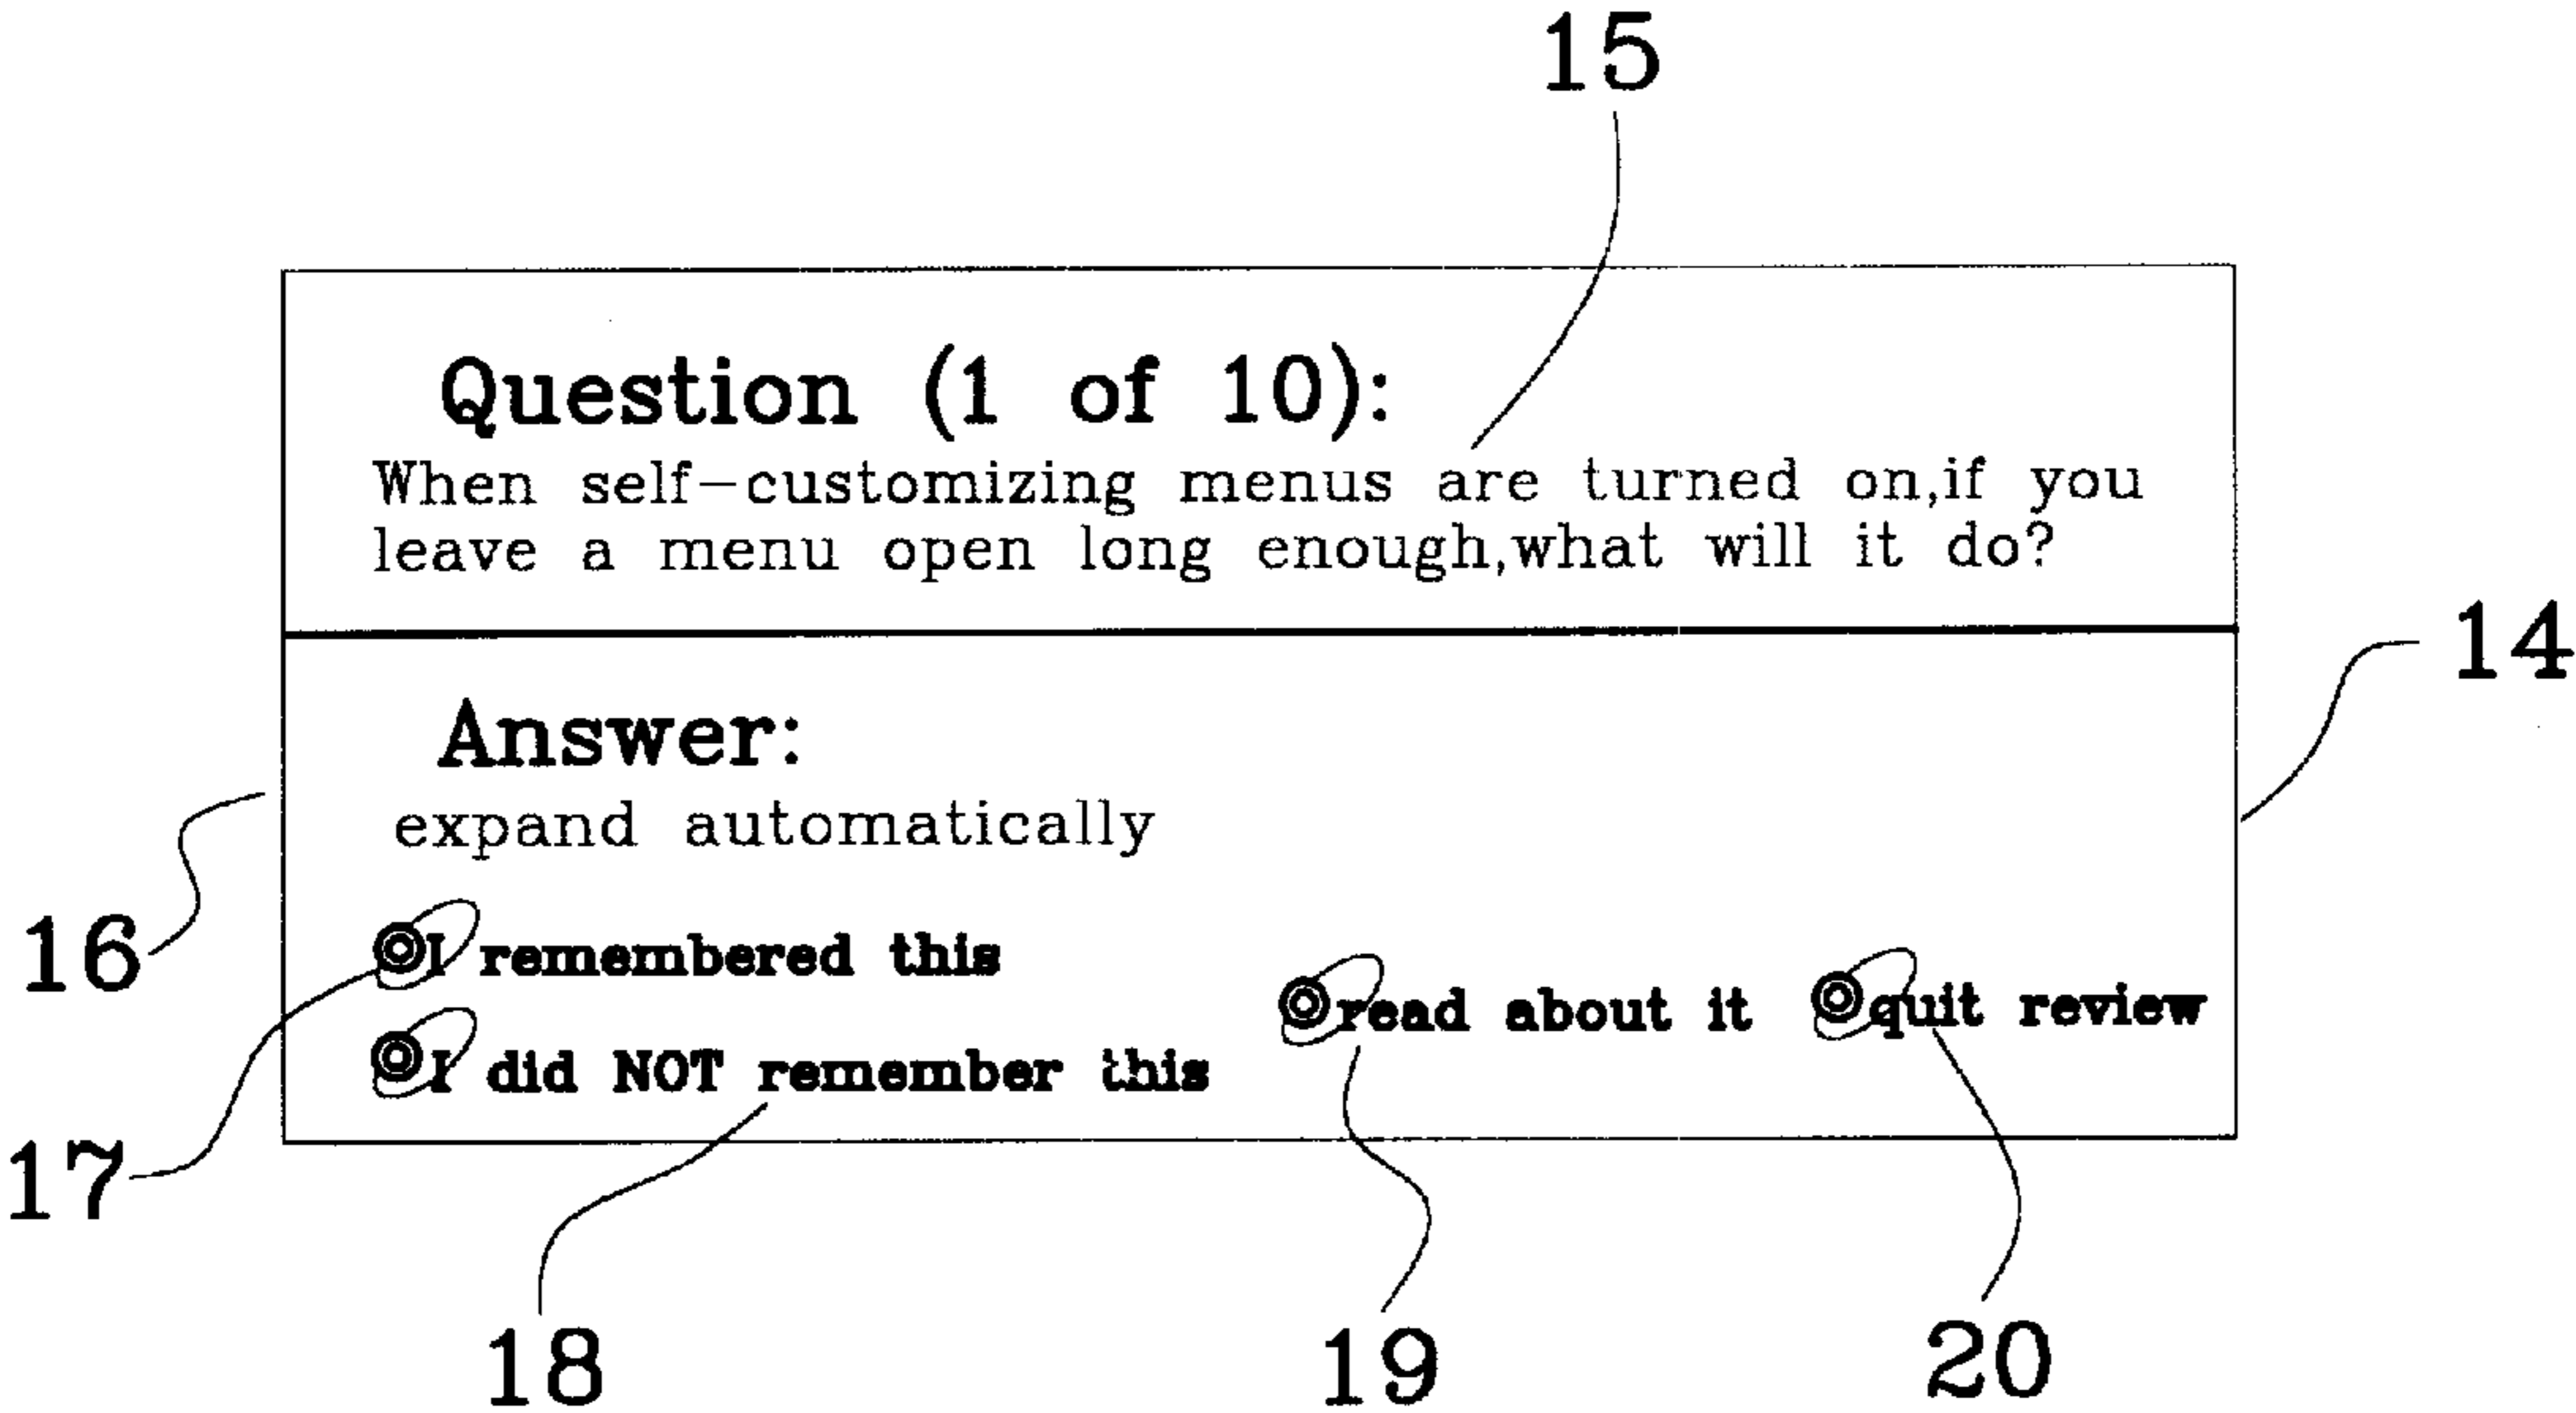 15
Question (1 of 10):
When self-customizing menus are turned on,if you
leave a menu open long enough,what will it do?
14
Answer:
expand automatically
16
I remembered this
read about it
quit review
I did NOT remember this
17
18
19
20